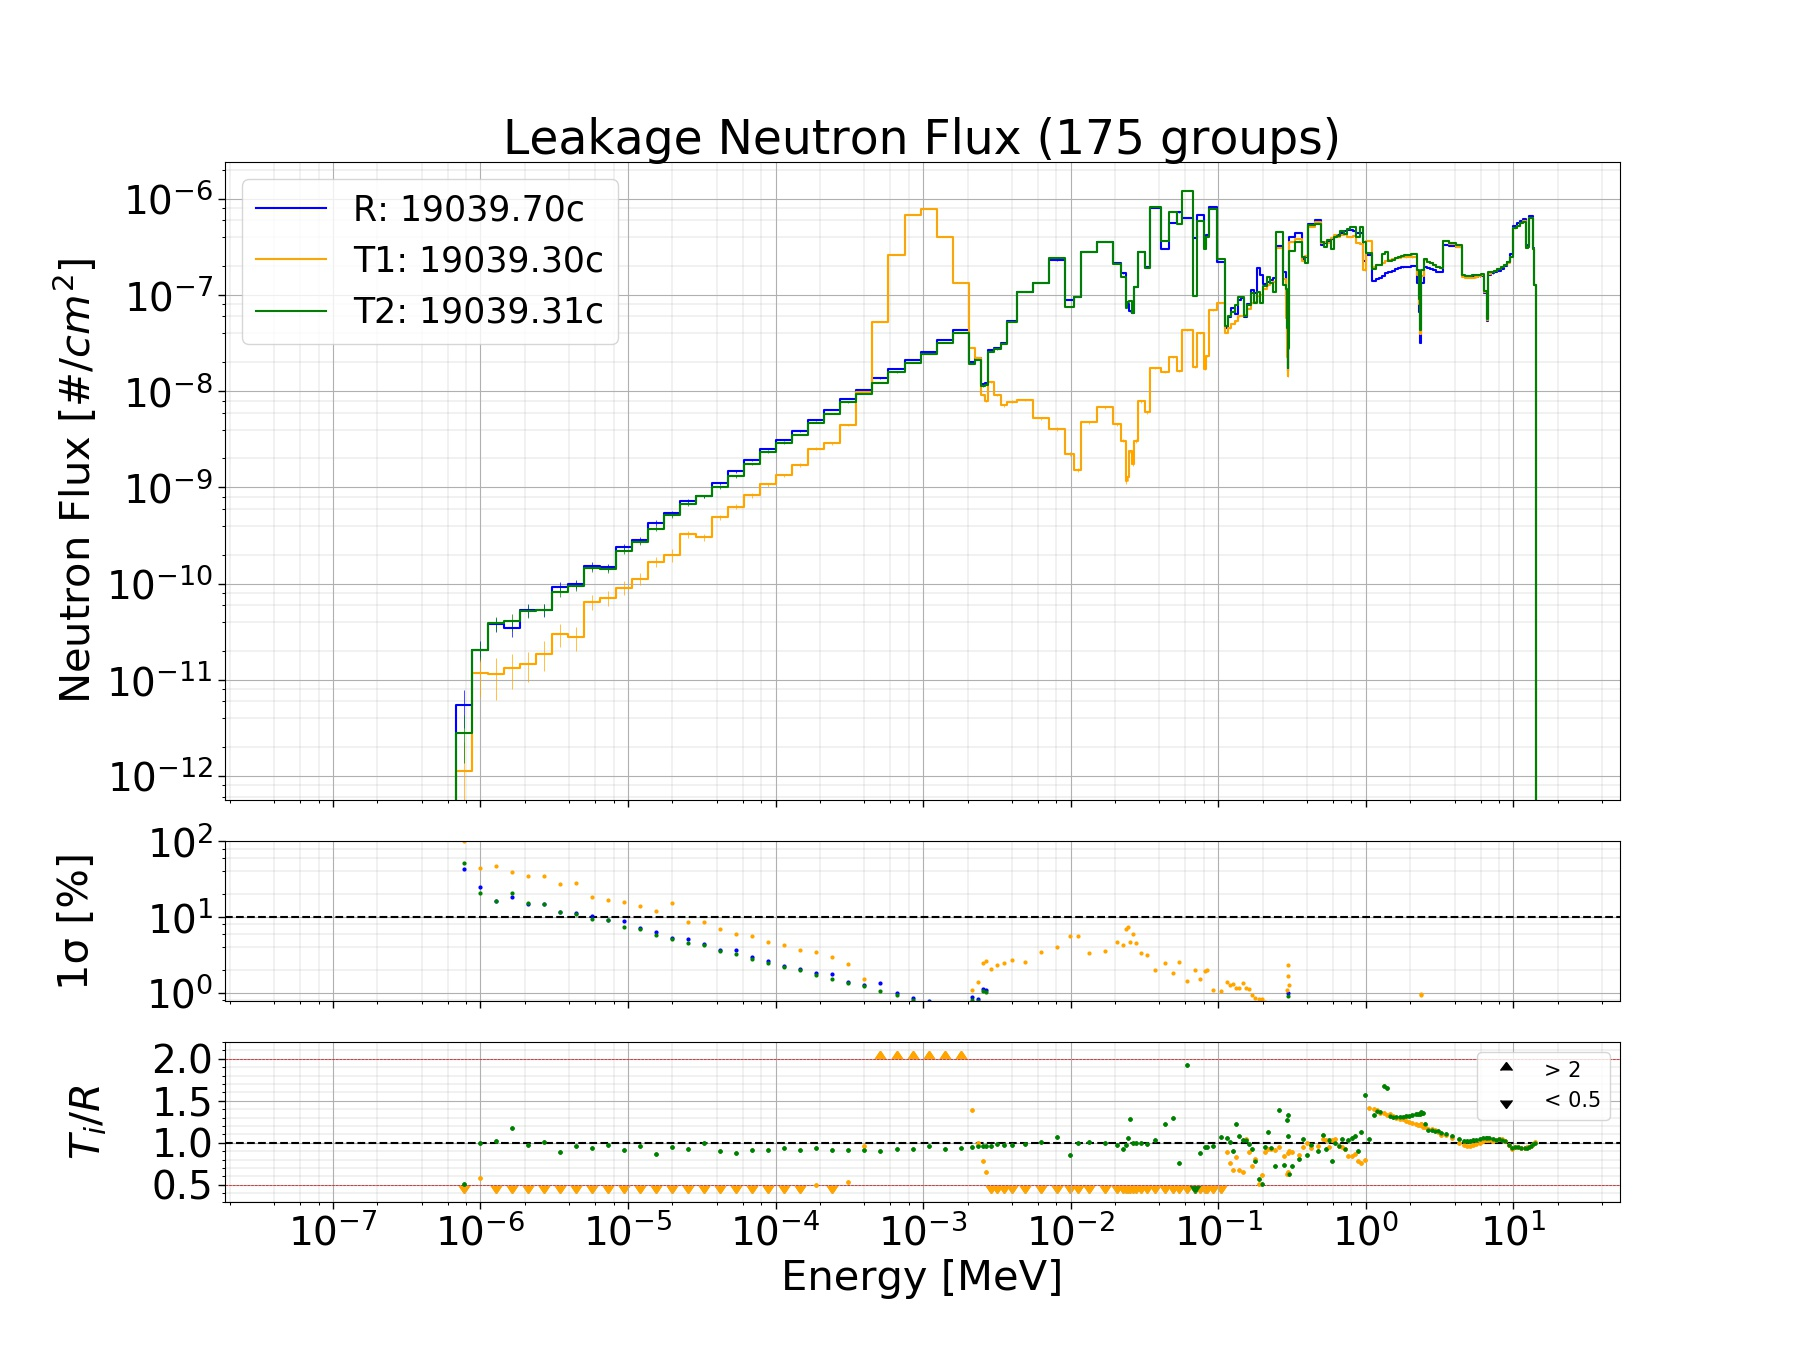 Leakage Neutron Flux (175 groups)
Neutron Flux [#/cm²]
10⁻⁶
10⁻⁷
10⁻⁸
10⁻⁹
10⁻¹⁰
10⁻¹¹
10⁻¹²
R: 19039.70c
T1: 19039.30c
T2: 19039.31c
1σ [%]
10²
10¹
10⁰
Tᵢ/R
2.0
1.5
1.0
0.5
> 2
< 0.5
10⁻⁷ 10⁻⁶ 10⁻⁵ 10⁻⁴ 10⁻³ 10⁻² 10⁻¹ 10⁰ 10¹
Energy [MeV]